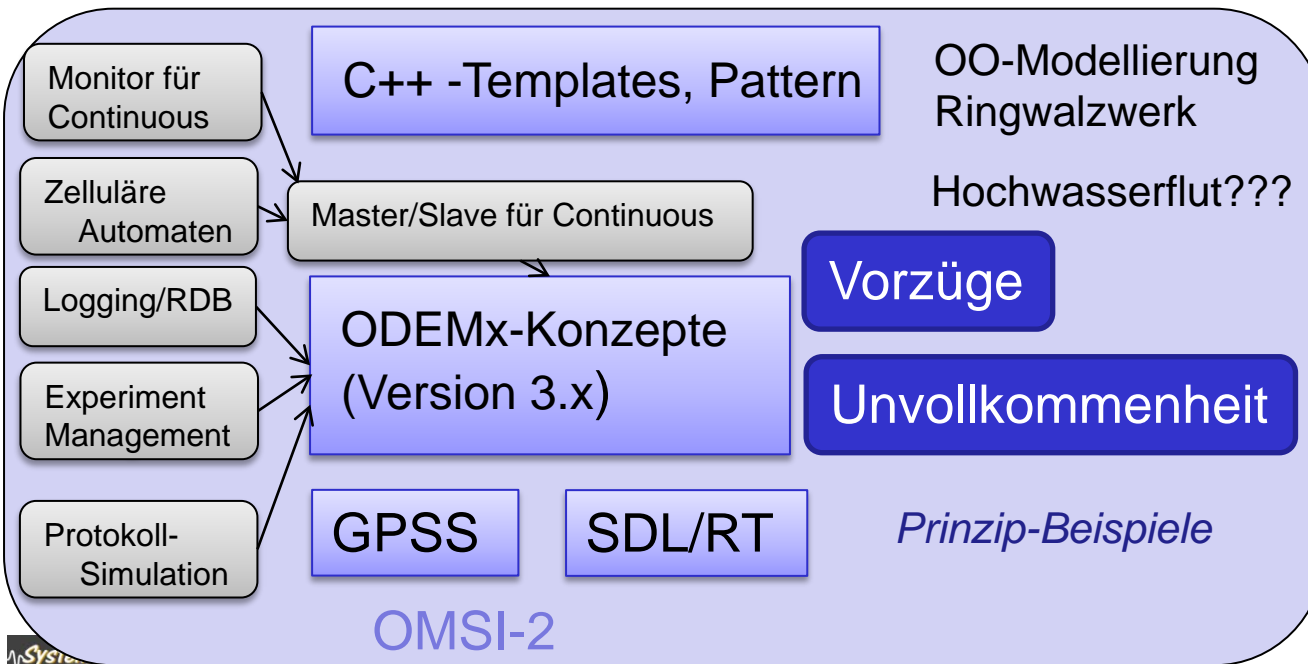 Monitor für
Continuous
Zelluläre
Automaten
Logging/RDB
Experiment
Management
Protokoll-
Simulation
C++ -Templates, Pattern
Master/Slave für Continuous
ODEMx-Konzepte
(Version 3.x)
GPSS
SDL/RT
OMSI-2
OO-Modellierung
Ringwalzwerk
Hochwasserflut???
Vorzüge
Unvollkommenheit
Prinzip-Beispiele